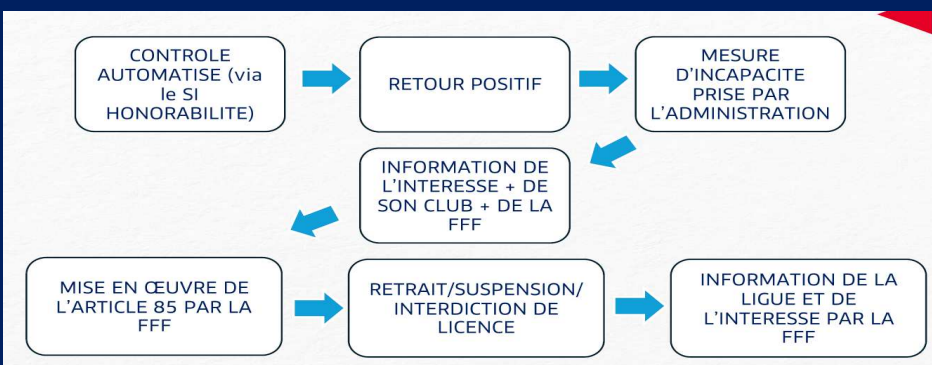 CONTROLE
AUTOMATISE (via
le SI
HONORABILITE)
RETOUR POSITIF
MESURE
D'INCAPACITE
PRISE PAR
L'ADMINISTRATION
INFORMATION DE
L'INTERESSE + DE
SON CLUB + DE LA
FFF
MISE EN ŒUVRE DE
L'ARTICLE 85 PAR LA
FFF
RETRAIT/SUSPENSION/
INTERDICTION DE
LICENCE
INFORMATION DE LA
LIGUE ET DE
L'INTERESSE PAR LA
FFF